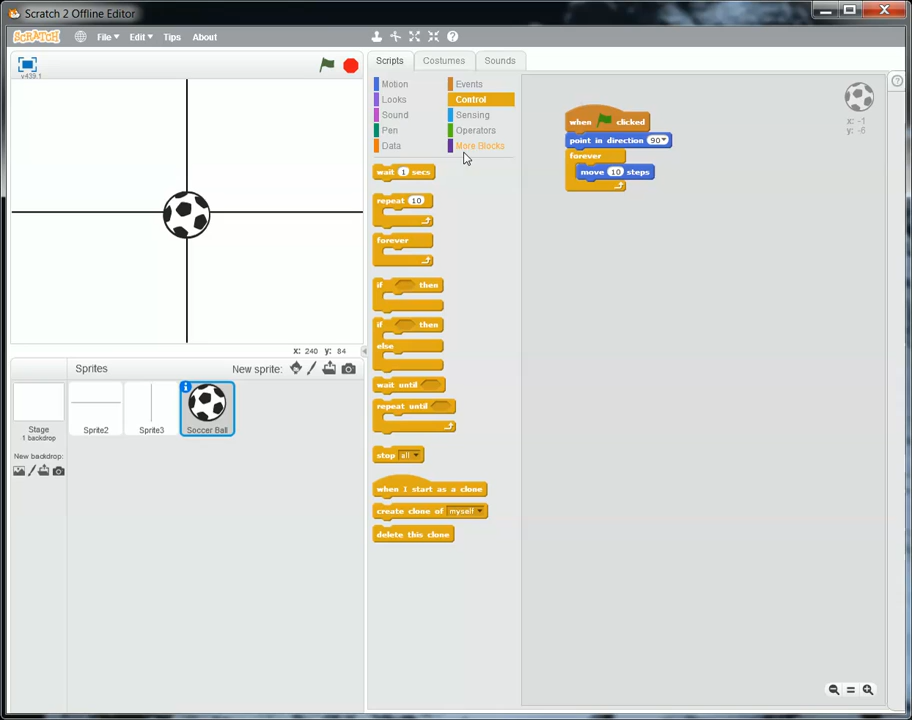 Scratch 2 Offline Editor
SCRATCH File Edit Tips About
v439.1
x: 240 y: 84
Sprites New sprite:
Stage
1 backdrop
New backdrop:
Sprite2
Sprite3
Soccer Ball
Scripts Costumes Sounds
Motion Events
Looks Control
Sound Sensing
Pen Operators
Data More Blocks
wait 1 secs
repeat 10
forever
if then
if then
else
wait until
repeat until
stop all
when I start as a clone
create clone of myself
delete this clone
when clicked
point in direction 90
forever
move 10 steps
x: -1
y: -6